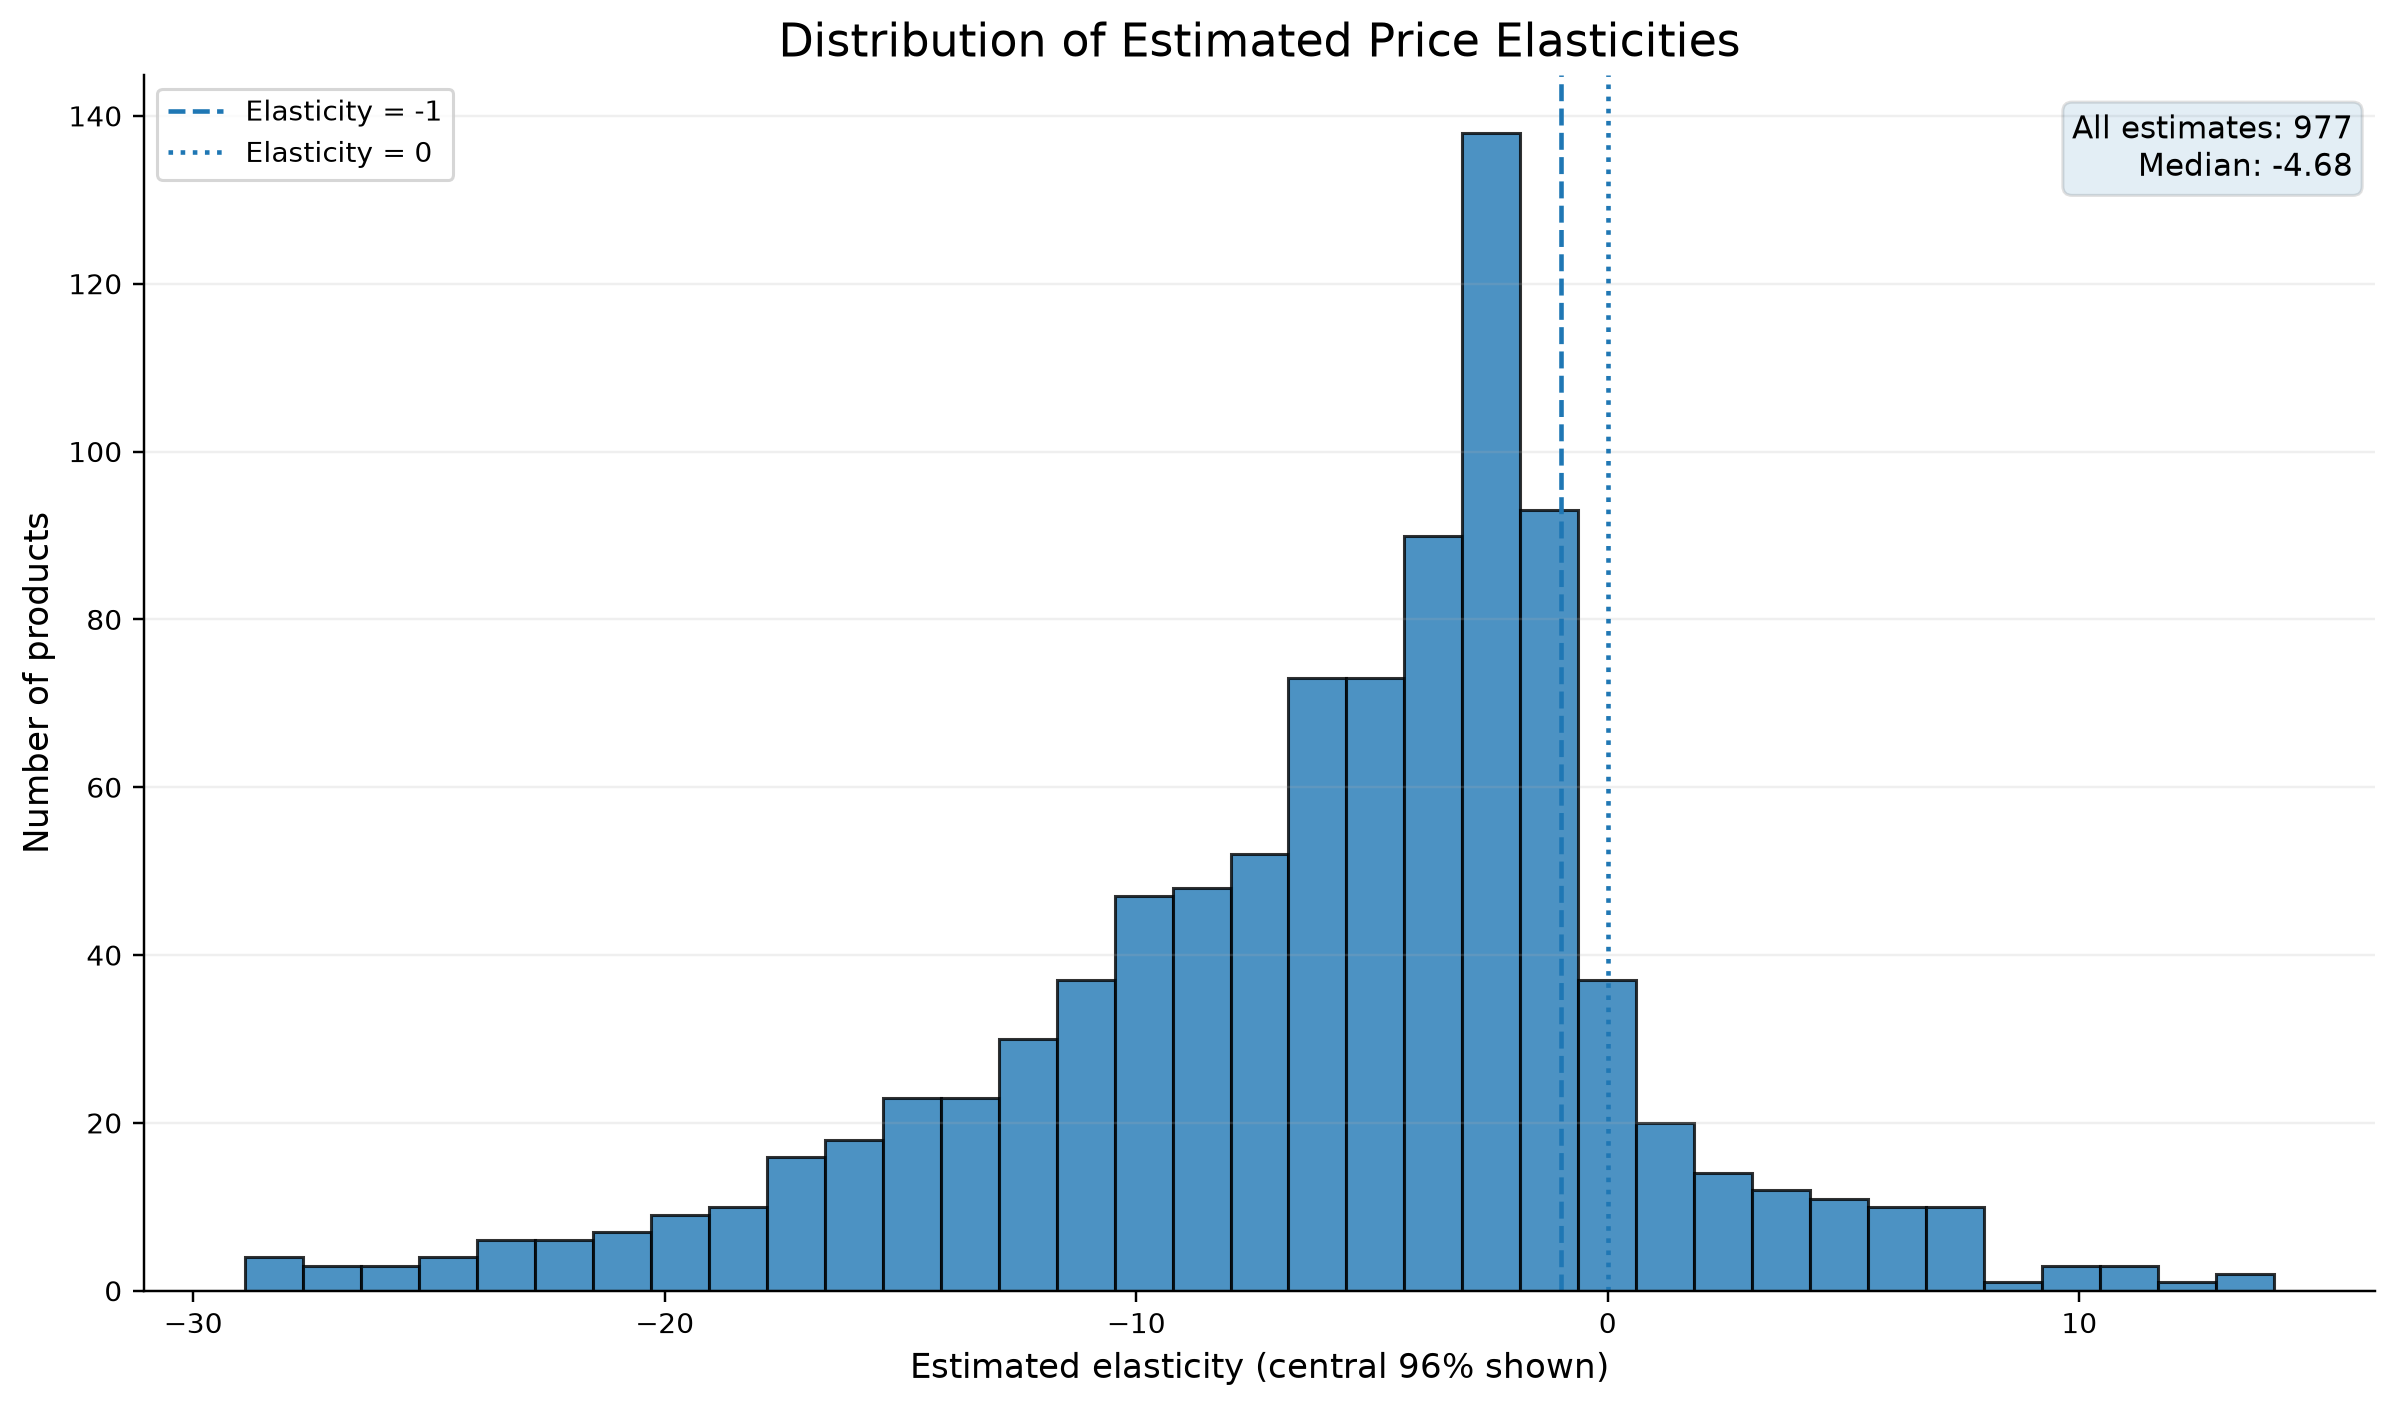 Distribution of Estimated Price Elasticities
Elasticity = -1
Elasticity = 0
All estimates: 977
Median: -4.68
Number of products
140
120
100
80
60
40
20
0
−30
−20
−10
0
10
Estimated elasticity (central 96% shown)